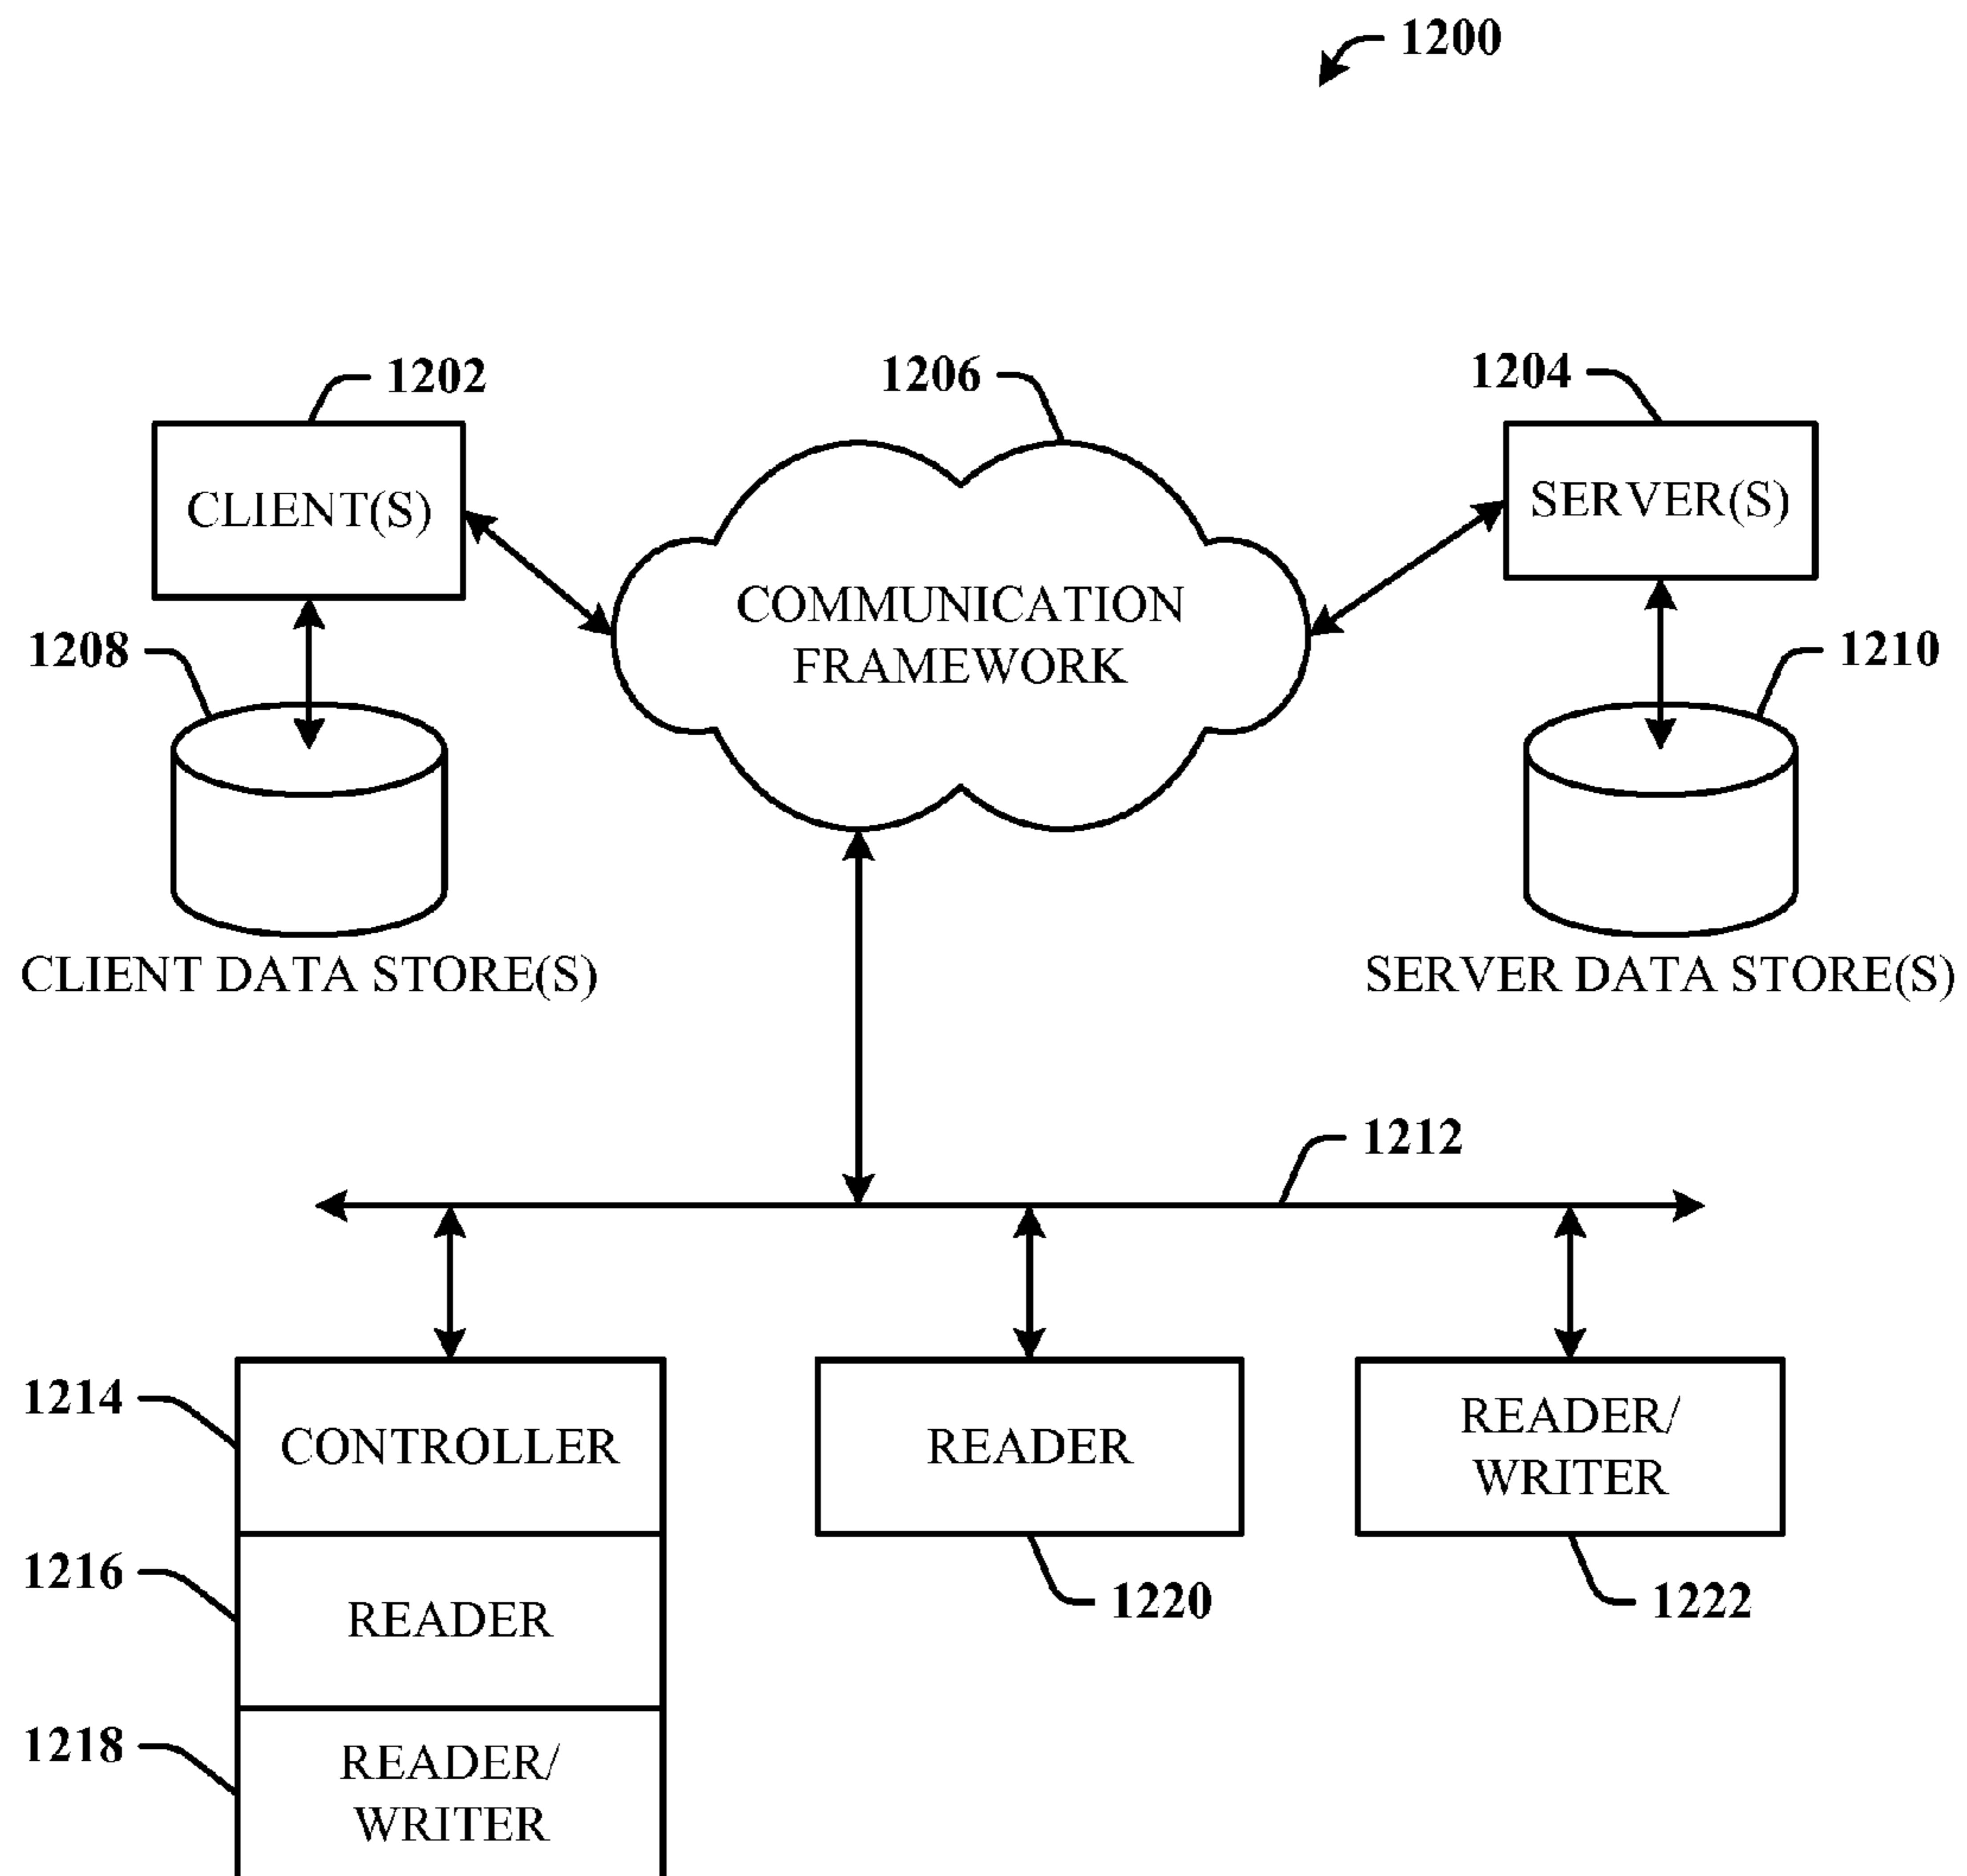 1200
1202
1206
1204
CLIENT(S)
SERVER(S)
COMMUNICATION
FRAMEWORK
1208
1210
CLIENT DATA STORE(S)
SERVER DATA STORE(S)
1212
1214
CONTROLLER
READER
READER/
WRITER
1216
READER
1220
1222
1218
READER/
WRITER